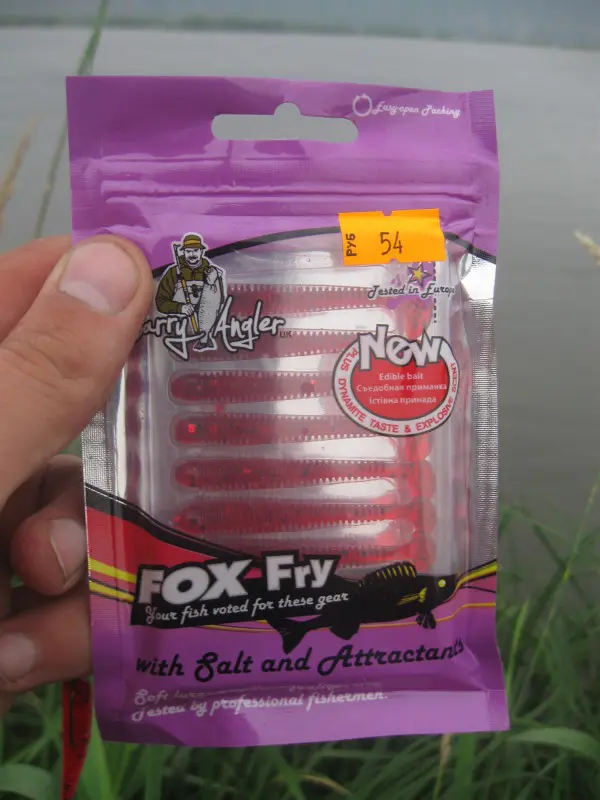 Easy-open Packing
РУБ 54
Tested in Europe
arry Angler UK
New
Edible bait
Съедобная приманка
Їстівна принада
PLUS DYNAMITE TASTE & EXPLOSIVE SCENT
FOX Fry
Your fish voted for these gear
with Salt and Attractants
Soft
Tested by professional fishermen.